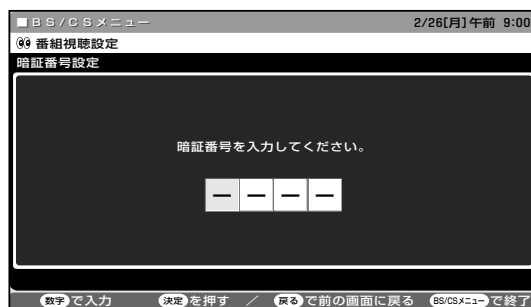 ■BS/CSメニュー 2/26[月]午前 9:00
番組視聴設定
暗証番号設定
暗証番号を入力してください。
ー ー ー ー
数字で入力 決定を押す / 戻るで前の画面に戻る BS/CSメニューで終了